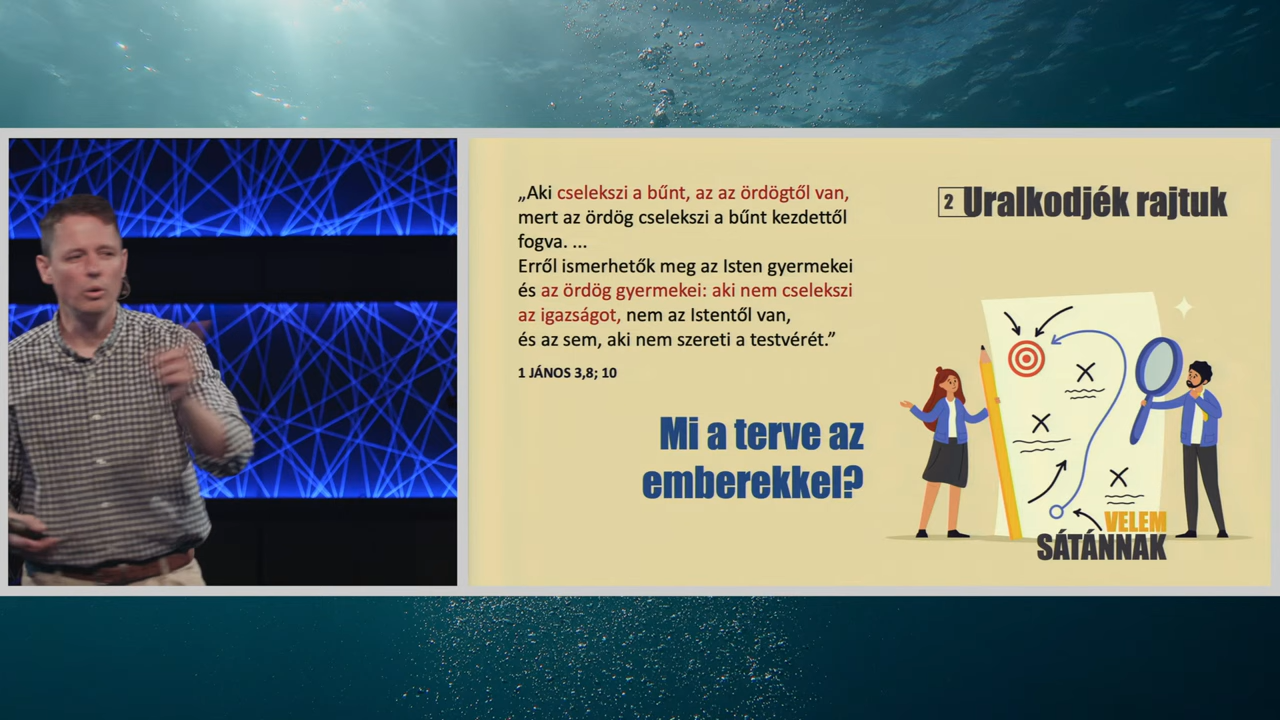 „Aki cselekszi a bűnt, az az ördögtől van,
mert az ördög cselekszi a bűnt kezdettől
fogva. ...
Erről ismerhetők meg az Isten gyermekei
és az ördög gyermekei: aki nem cselekszi
az igazságot, nem az Istentől van,
és az sem, aki nem szereti a testvérét.”
1 JÁNOS 3,8; 10
Mi a terve az
emberekkel?
2 Uralkodjék rajtuk
VELEM
SÁTÁNNAK